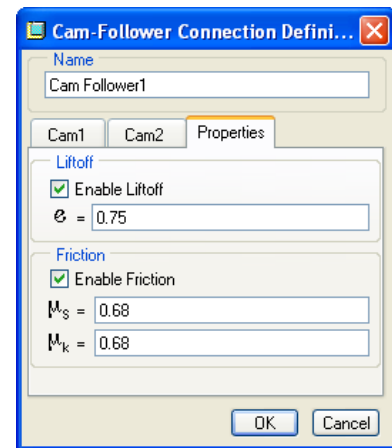 Cam-Follower Connection Defini...
Name
Cam Follower1
Cam1 Cam2 Properties
Liftoff
Enable Liftoff
e = 0.75
Friction
Enable Friction
μs = 0.68
μk = 0.68
OK Cancel